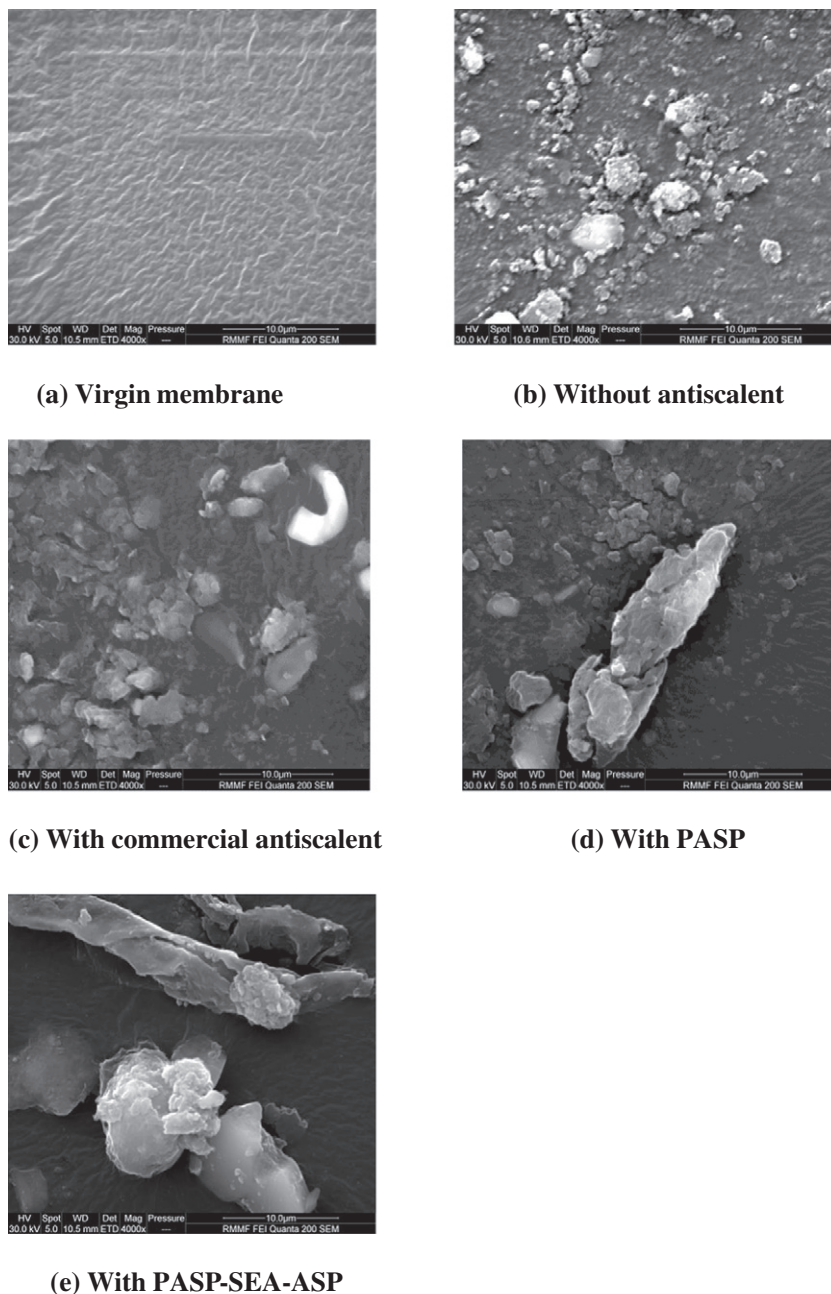 HV Spot WD Det Mag Pressure 10.0µm
30.0 kV 5.0 10.5 mm ETD 4000x --- RMMF FEI Quanta 200 SEM
HV Spot WD Det Mag Pressure 10.0µm
30.0 kV 5.0 10.6 mm ETD 4000x --- RMMF FEI Quanta 200 SEM
(a) Virgin membrane
(b) Without antiscalent
HV Spot WD Det Mag Pressure 10.0µm
30.0 kV 5.0 10.5 mm ETD 4000x --- RMMF FEI Quanta 200 SEM
HV Spot WD Det Mag Pressure 10.0µm
30.0 kV 5.0 10.5 mm ETD 4000x --- RMMF FEI Quanta 200 SEM
(c) With commercial antiscalent
(d) With PASP
HV Spot WD Det Mag Pressure 10.0µm
30.0 kV 5.0 10.5 mm ETD 4000x --- RMMF FEI Quanta 200 SEM
(e) With PASP-SEA-ASP